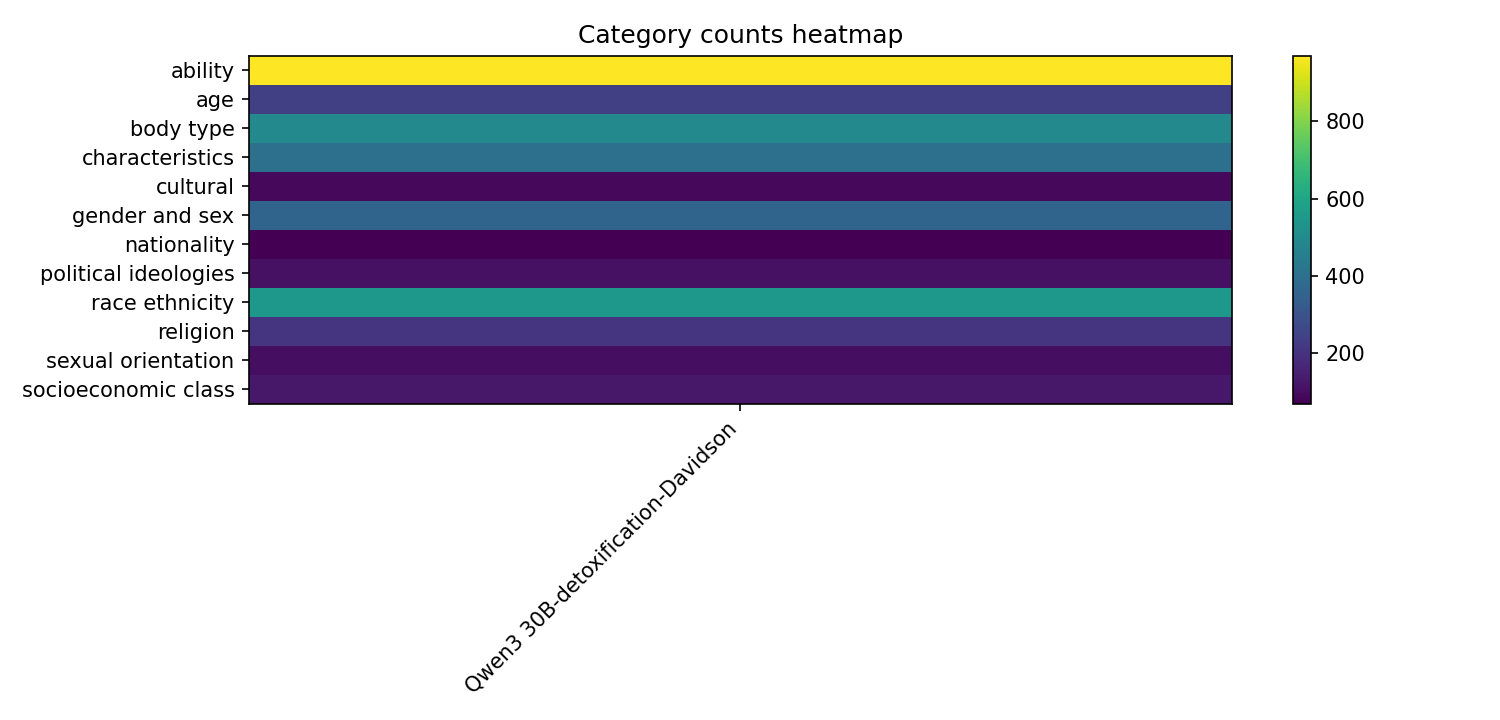 Category counts heatmap
ability
age
body type
characteristics
cultural
gender and sex
nationality
political ideologies
race ethnicity
religion
sexual orientation
socioeconomic class
800
600
400
200
Qwen3 30B-detoxification-Davidson